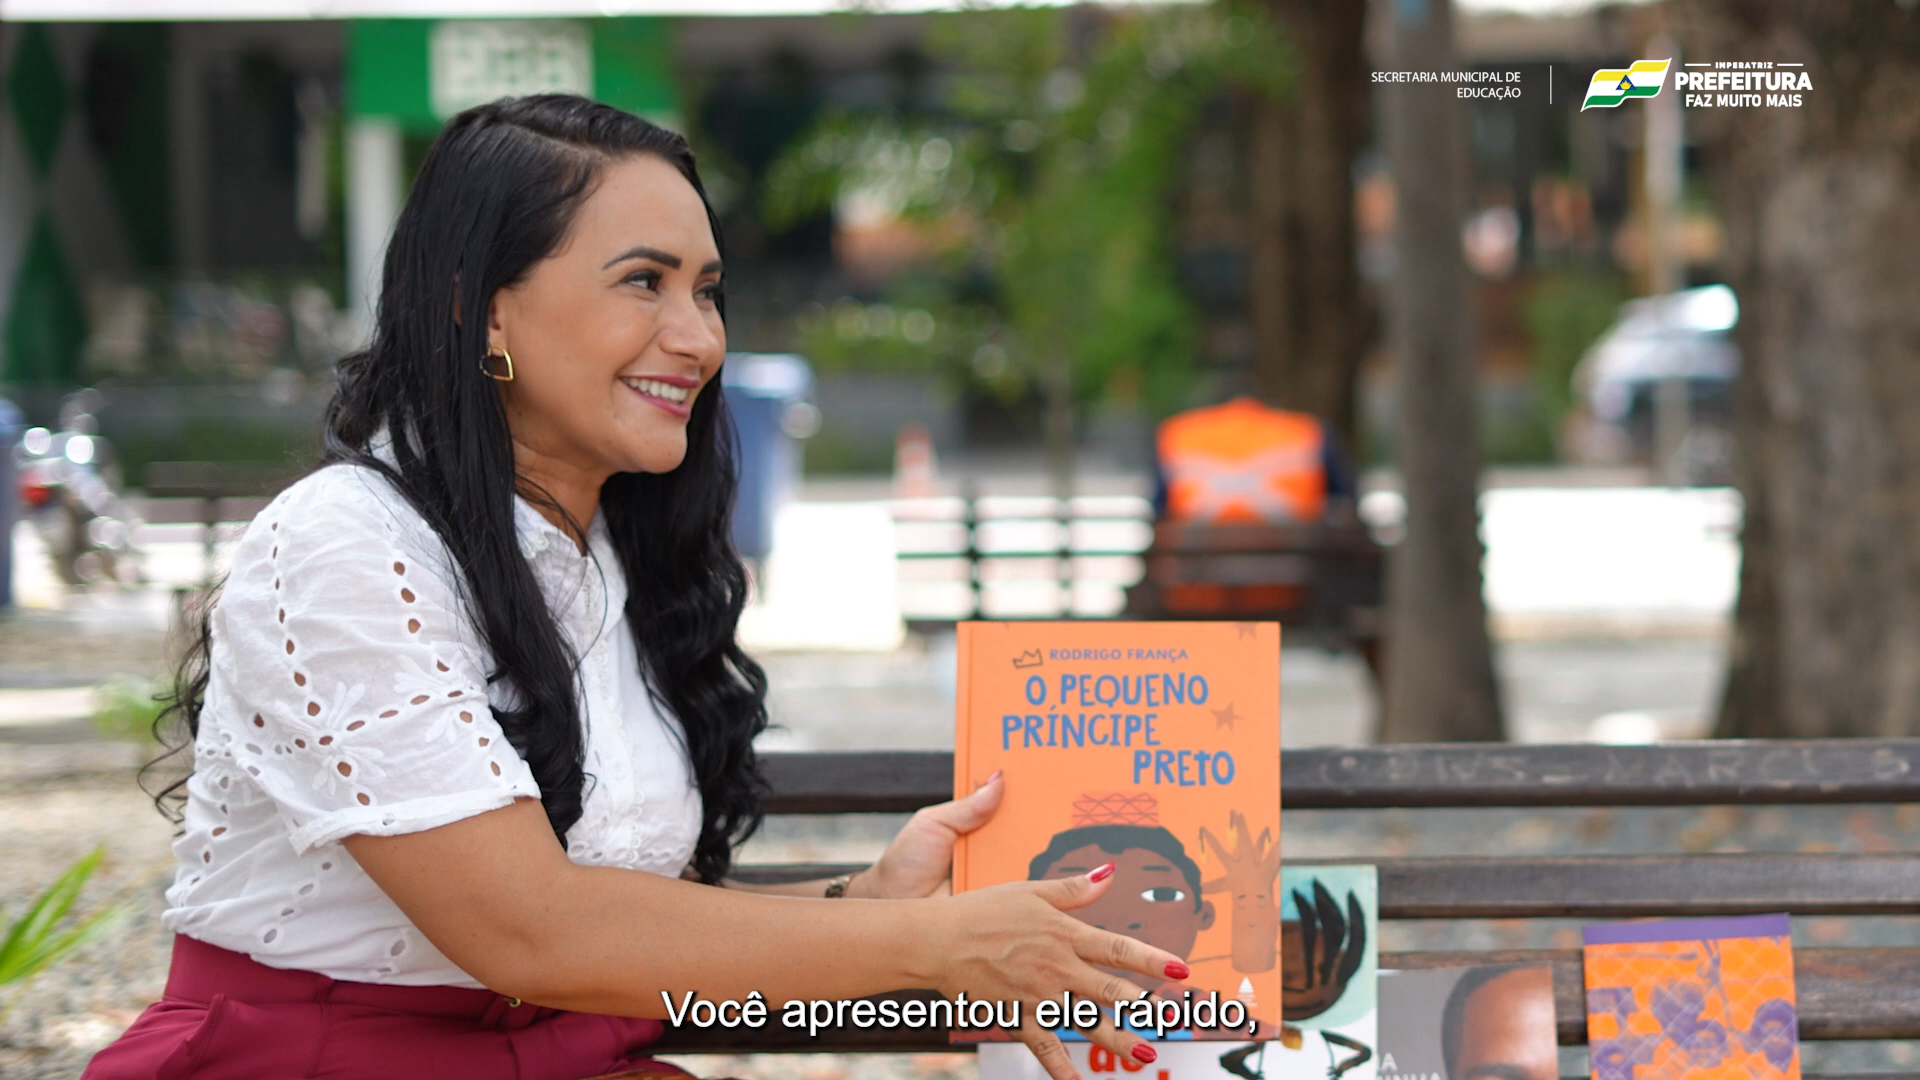 SECRETARIA MUNICIPAL DE
EDUCAÇÃO
IMPERATRIZ
PREFEITURA
FAZ MUITO MAIS
RODRIGO FRANÇA
O PEQUENO
PRÍNCIPE
PRETO
Você apresentou ele rápido,